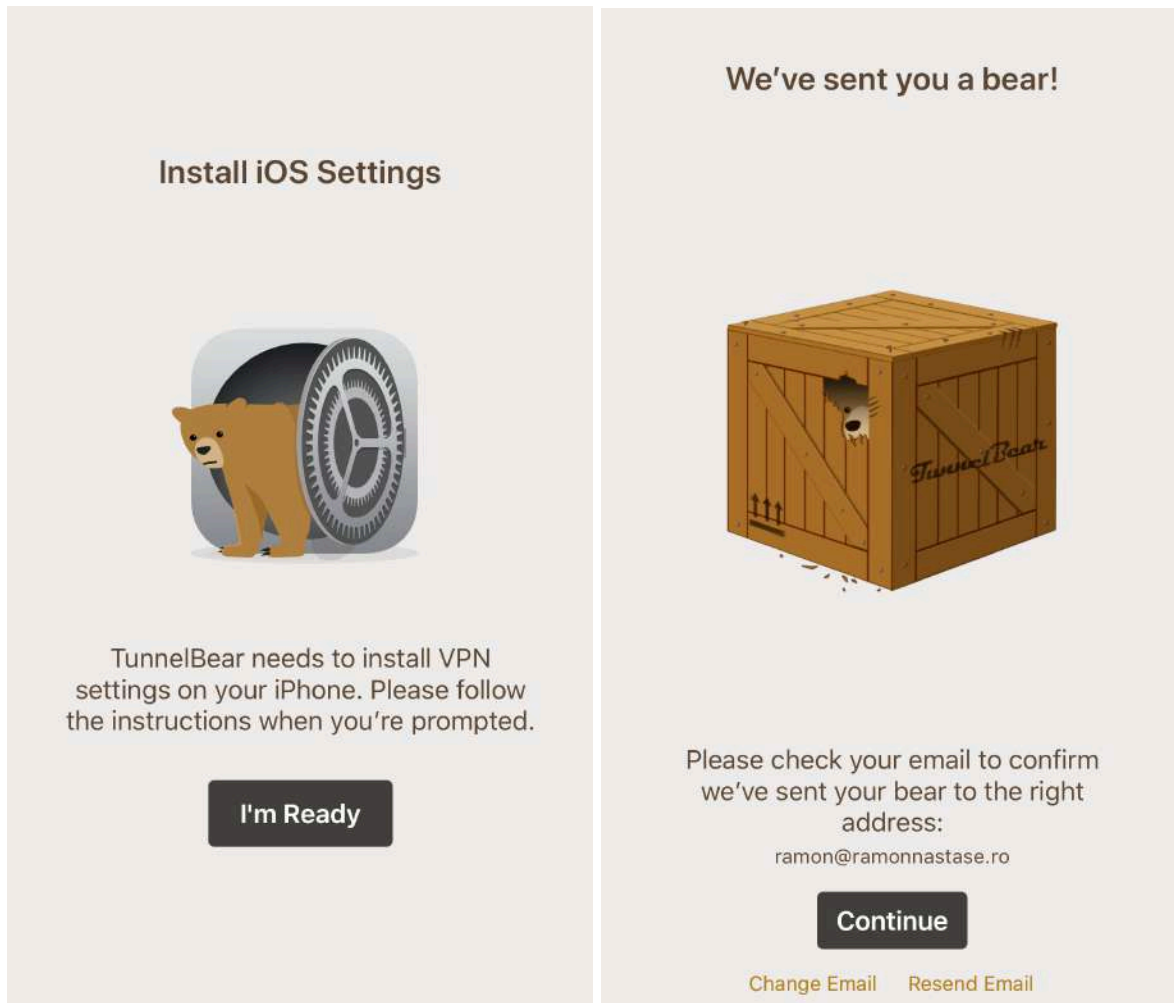 Install iOS Settings
TunnelBear needs to install VPN
settings on your iPhone. Please follow
the instructions when you’re prompted.
I'm Ready
We’ve sent you a bear!
TunnelBear
Please check your email to confirm
we’ve sent your bear to the right
address:
ramon@ramonnastase.ro
Continue
Change Email Resend Email